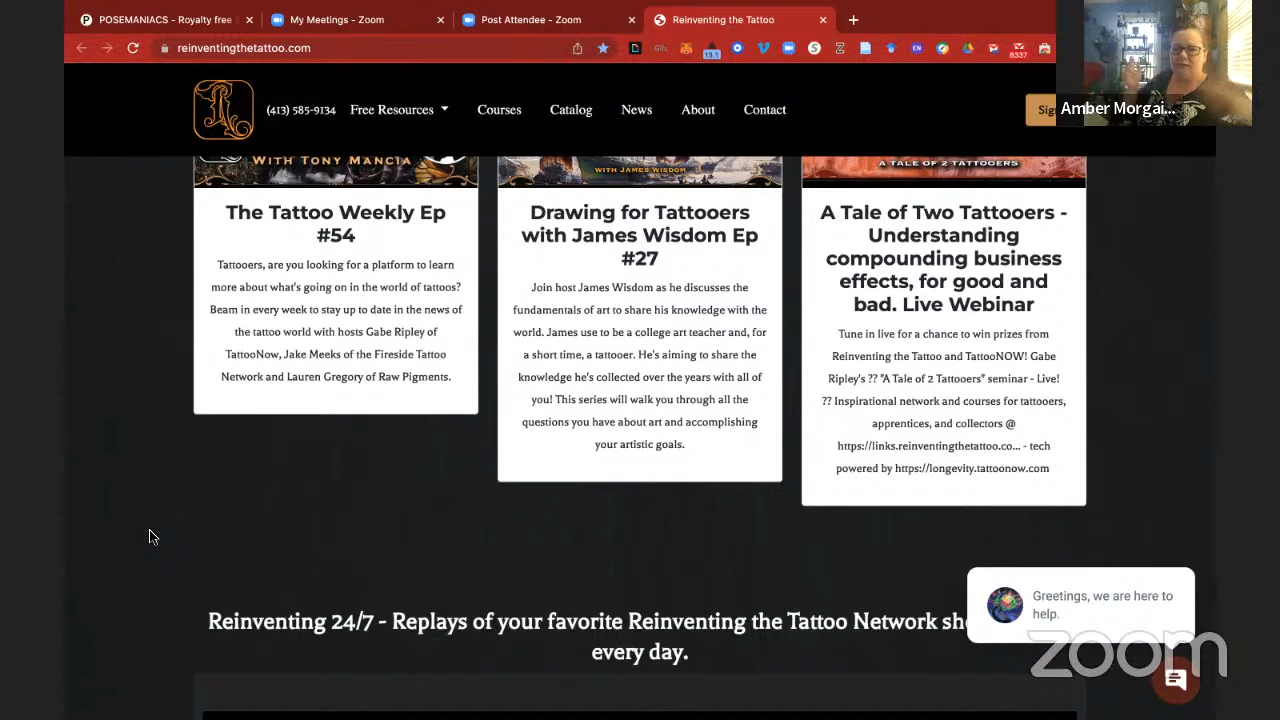 POSEMANIACS - Royalty free
My Meetings - Zoom
Post Attendee - Zoom
Reinventing the Tattoo
reinventingthetattoo.com
13.1
EN
8337
Amber Morgai...
(413) 585-9134
Free Resources
Courses
Catalog
News
About
Contact
WITH TONY MANCIA
WITH JAMES WISDOM
A TALE OF 2 TATTOOERS
The Tattoo Weekly Ep
#54
Tattooers, are you looking for a platform to learn
more about what's going on in the world of tattoos?
Beam in every week to stay up to date in the news of
the tattoo world with hosts Gabe Ripley of
TattooNow, Jake Meeks of the Fireside Tattoo
Network and Lauren Gregory of Raw Pigments.
Drawing for Tattooers
with James Wisdom Ep
#27
Join host James Wisdom as he discusses the
fundamentals of art to share his knowledge with the
world. James use to be a college art teacher and, for
a short time, a tattooer. He's aiming to share the
knowledge he's collected over the years with all of
you! This series will walk you through all the
questions you have about art and accomplishing
your artistic goals.
A Tale of Two Tattooers -
Understanding
compounding business
effects, for good and
bad. Live Webinar
Tune in live for a chance to win prizes from
Reinventing the Tattoo and TattooNOW! Gabe
Ripley's ?? "A Tale of 2 Tattooers" seminar - Live!
?? Inspirational network and courses for tattooers,
apprentices, and collectors @
https://links.reinventingthetattoo.co... - tech
powered by https://longevity.tattoonow.com
Reinventing 24/7 - Replays of your favorite Reinventing the Tattoo Network
every day.
Greetings, we are here to
help.
zoom